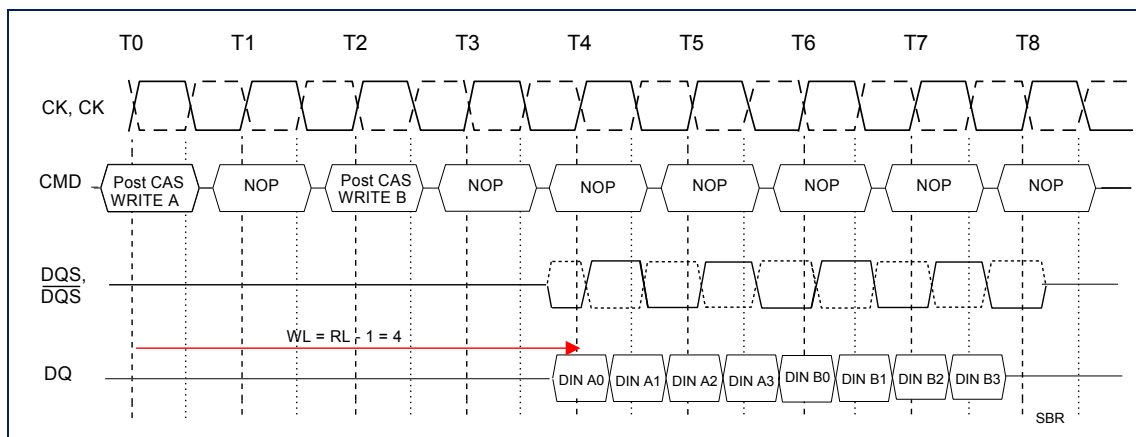 T0 T1 T2 T3 T4 T5 T6 T7 T8
CK, CK
CMD Post CAS WRITE A NOP Post CAS WRITE B NOP NOP NOP NOP NOP NOP
DQS,
DQS
WL = RL - 1 = 4
DQ DIN A0 DIN A1 DIN A2 DIN A3 DIN B0 DIN B1 DIN B2 DIN B3
SBR